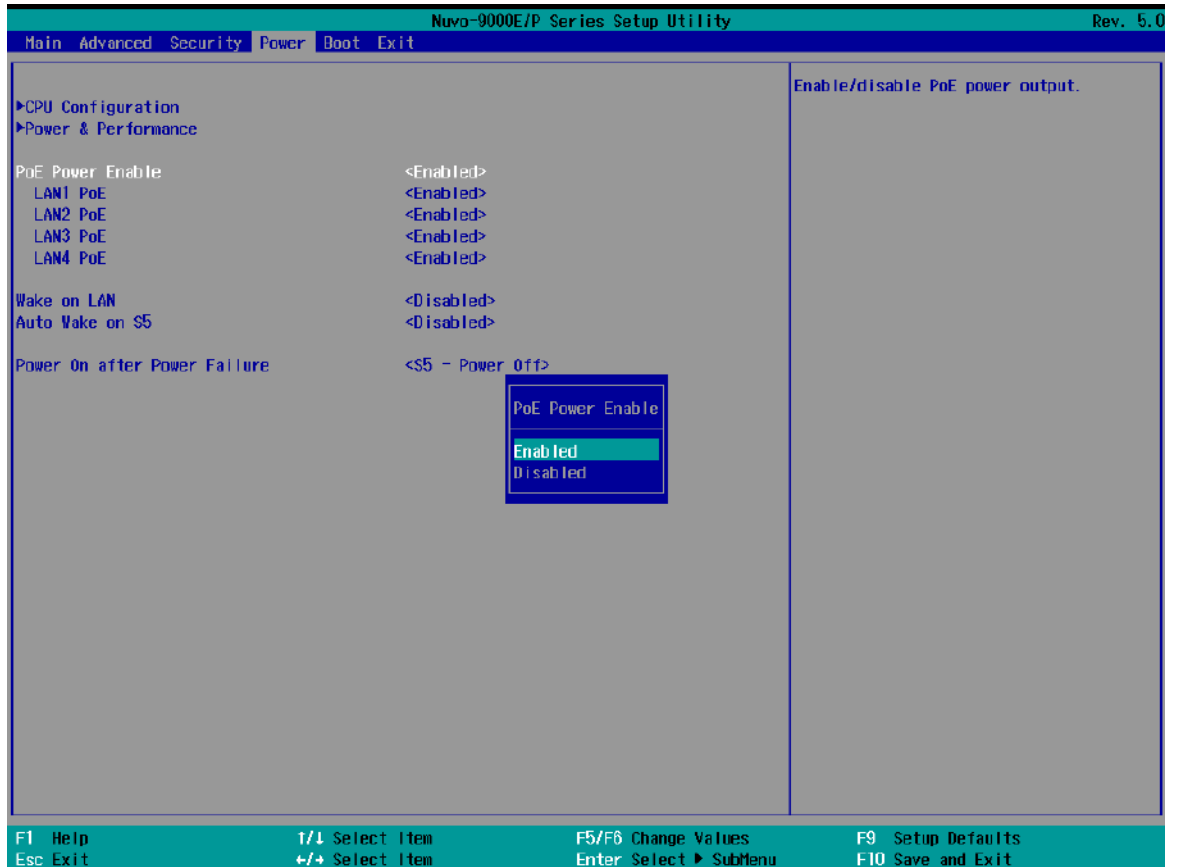 Nuvo-9000E/P Series Setup Utility Rev. 5.0
Main Advanced Security Power Boot Exit
Enable/disable PoE power output.
▶CPU Configuration
▶Power & Performance
PoE Power Enable <Enabled>
LAN1 PoE <Enabled>
LAN2 PoE <Enabled>
LAN3 PoE <Enabled>
LAN4 PoE <Enabled>
Wake on LAN <Disabled>
Auto Wake on S5 <Disabled>
Power On after Power Failure <S5 - Power Off>
PoE Power Enable
Enabled
Disabled
F1 Help ↑/↓ Select Item F5/F6 Change Values F9 Setup Defaults
Esc Exit ←/→ Select Item Enter Select ▶ SubMenu F10 Save and Exit